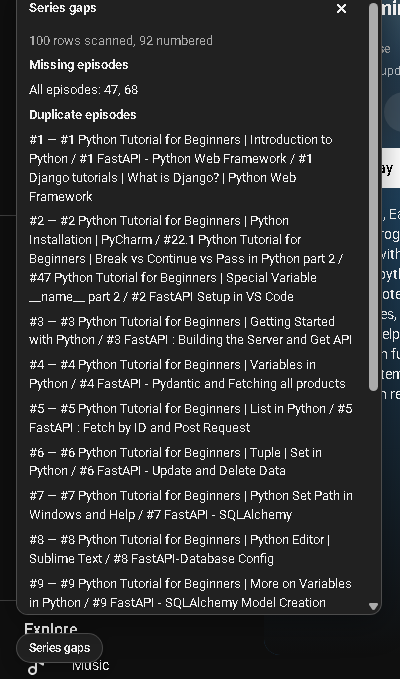 Series gaps
100 rows scanned, 92 numbered
Missing episodes
All episodes: 47, 68
Duplicate episodes
#1 — #1 Python Tutorial for Beginners | Introduction to
Python / #1 FastAPI - Python Web Framework / #1
Django tutorials | What is Django? | Python Web
Framework
#2 — #2 Python Tutorial for Beginners | Python
Installation | PyCharm / #22.1 Python Tutorial for
Beginners | Break vs Continue vs Pass in Python part 2 /
#47 Python Tutorial for Beginners | Special Variable
__name__ part 2 / #2 FastAPI Setup in VS Code
#3 — #3 Python Tutorial for Beginners | Getting Started
with Python / #3 FastAPI : Building the Server and Get API
#4 — #4 Python Tutorial for Beginners | Variables in
Python / #4 FastAPI - Pydantic and Fetching all products
#5 — #5 Python Tutorial for Beginners | List in Python / #5
FastAPI : Fetch by ID and Post Request
#6 — #6 Python Tutorial for Beginners | Tuple | Set in
Python / #6 FastAPI - Update and Delete Data
#7 — #7 Python Tutorial for Beginners | Python Set Path in
Windows and Help / #7 FastAPI - SQLAlchemy
#8 — #8 Python Tutorial for Beginners | Python Editor |
Sublime Text / #8 FastAPI-Database Config
#9 — #9 Python Tutorial for Beginners | More on Variables
in Python / #9 FastAPI - SQLAlchemy Model Creation
Explore
Series gaps
Music